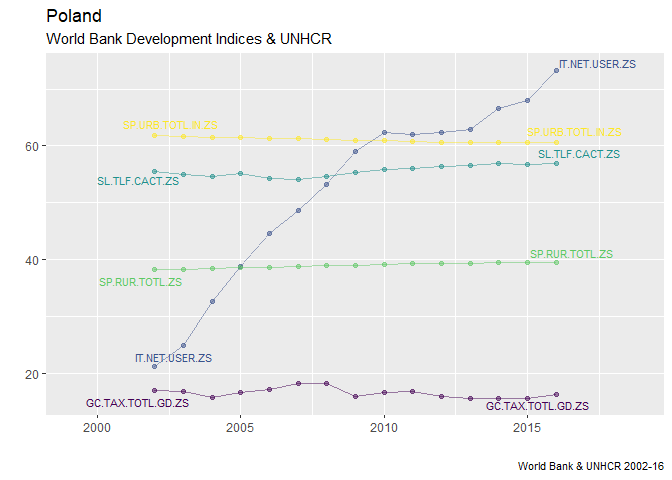 Poland
World Bank Development Indices & UNHCR
IT.NET.USER.ZS
SP.URB.TOTL.IN.ZS
SP.URB.TOTL.IN.ZS
60
SL.TLF.CACT.ZS
SL.TLF.CACT.ZS
40
SP.RUR.TOTL.ZS
SP.RUR.TOTL.ZS
IT.NET.USER.ZS
20
GC.TAX.TOTL.GD.ZS
GC.TAX.TOTL.GD.ZS
2000 2005 2010 2015
World Bank & UNHCR 2002-16